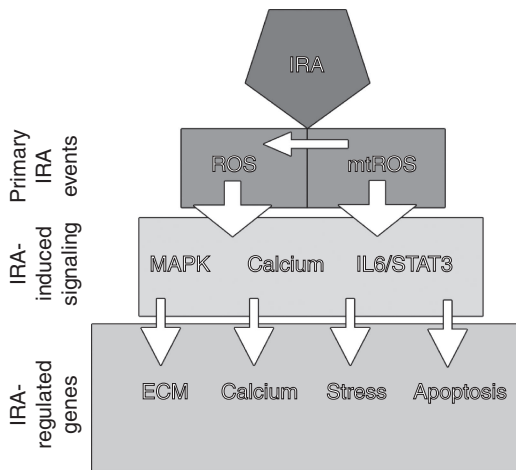 IRA
Primary
IRA
events
ROS
mtROS
IRA-
induced
signaling
MAPK
Calcium
IL6/STAT3
IRA-
regulated
genes
ECM
Calcium
Stress
Apoptosis